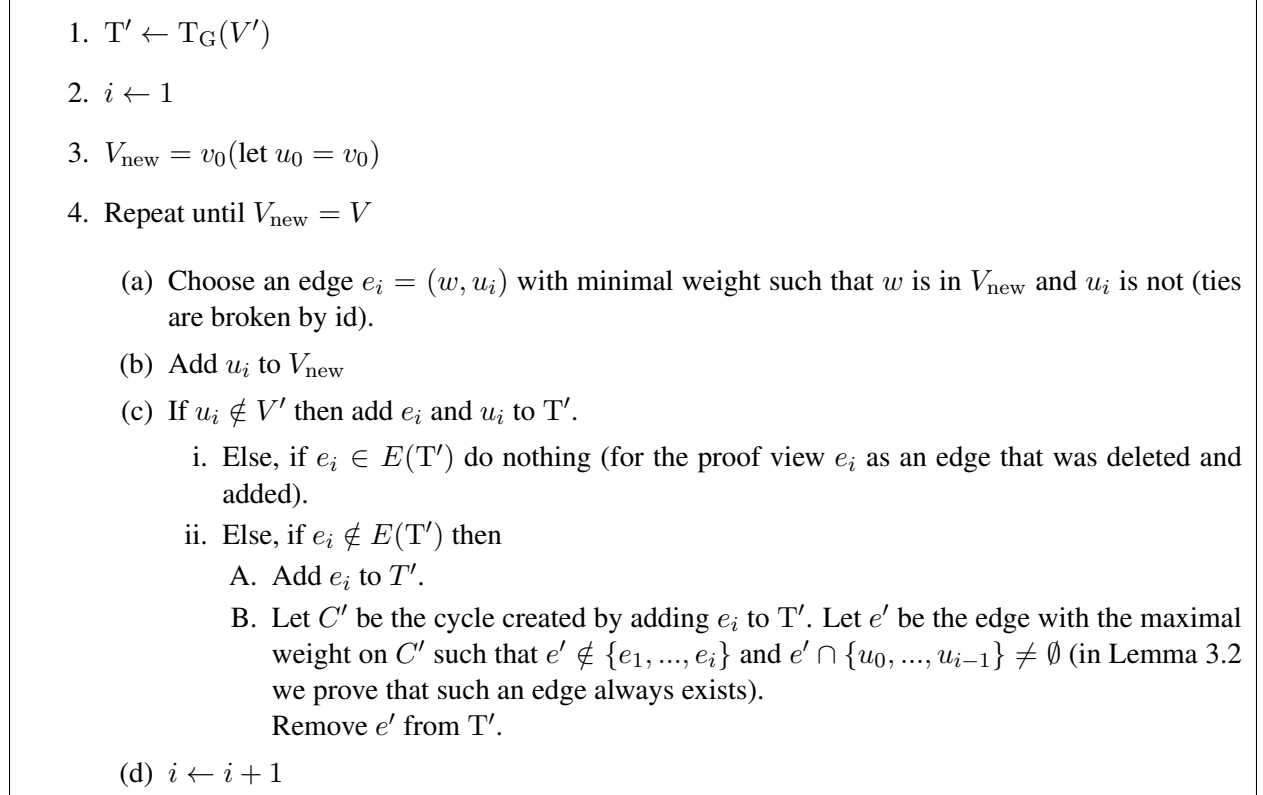 1. T′ ← T_G(V′)
2. i ← 1
3. V_new = v_0(let u_0 = v_0)
4. Repeat until V_new = V
(a) Choose an edge e_i = (w, u_i) with minimal weight such that w is in V_new and u_i is not (ties
are broken by id).
(b) Add u_i to V_new
(c) If u_i ∉ V′ then add e_i and u_i to T′.
i. Else, if e_i ∈ E(T′) do nothing (for the proof view e_i as an edge that was deleted and
added).
ii. Else, if e_i ∉ E(T′) then
A. Add e_i to T′.
B. Let C′ be the cycle created by adding e_i to T′. Let e′ be the edge with the maximal
weight on C′ such that e′ ∉ {e_1, ..., e_i} and e′ ∩ {u_0, ..., u_{i−1}} ≠ ∅ (in Lemma 3.2
we prove that such an edge always exists).
Remove e′ from T′.
(d) i ← i + 1